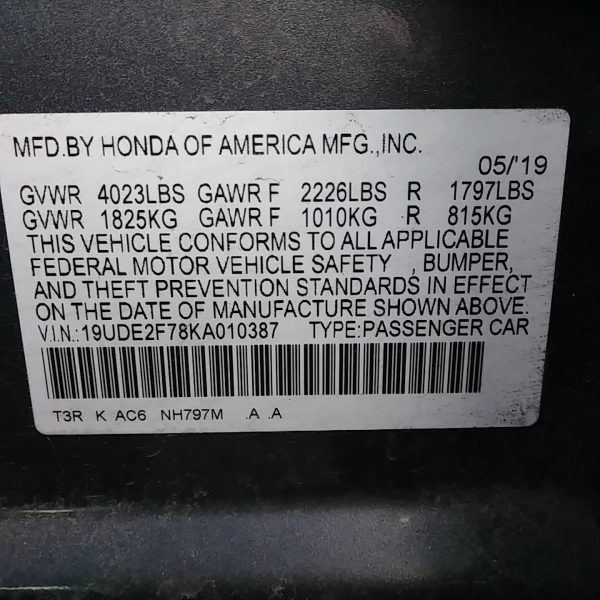 MFD.BY HONDA OF AMERICA MFG.,INC.
05/'19
GVWR 4023LBS GAWR F 2226LBS R 1797LBS
GVWR 1825KG GAWR F 1010KG R 815KG
THIS VEHICLE CONFORMS TO ALL APPLICABLE
FEDERAL MOTOR VEHICLE SAFETY , BUMPER,
AND THEFT PREVENTION STANDARDS IN EFFECT
ON THE DATE OF MANUFACTURE SHOWN ABOVE.
V.I.N.:19UDE2F78KA010387 TYPE:PASSENGER CAR
T3R K AC6 NH797M .A .A